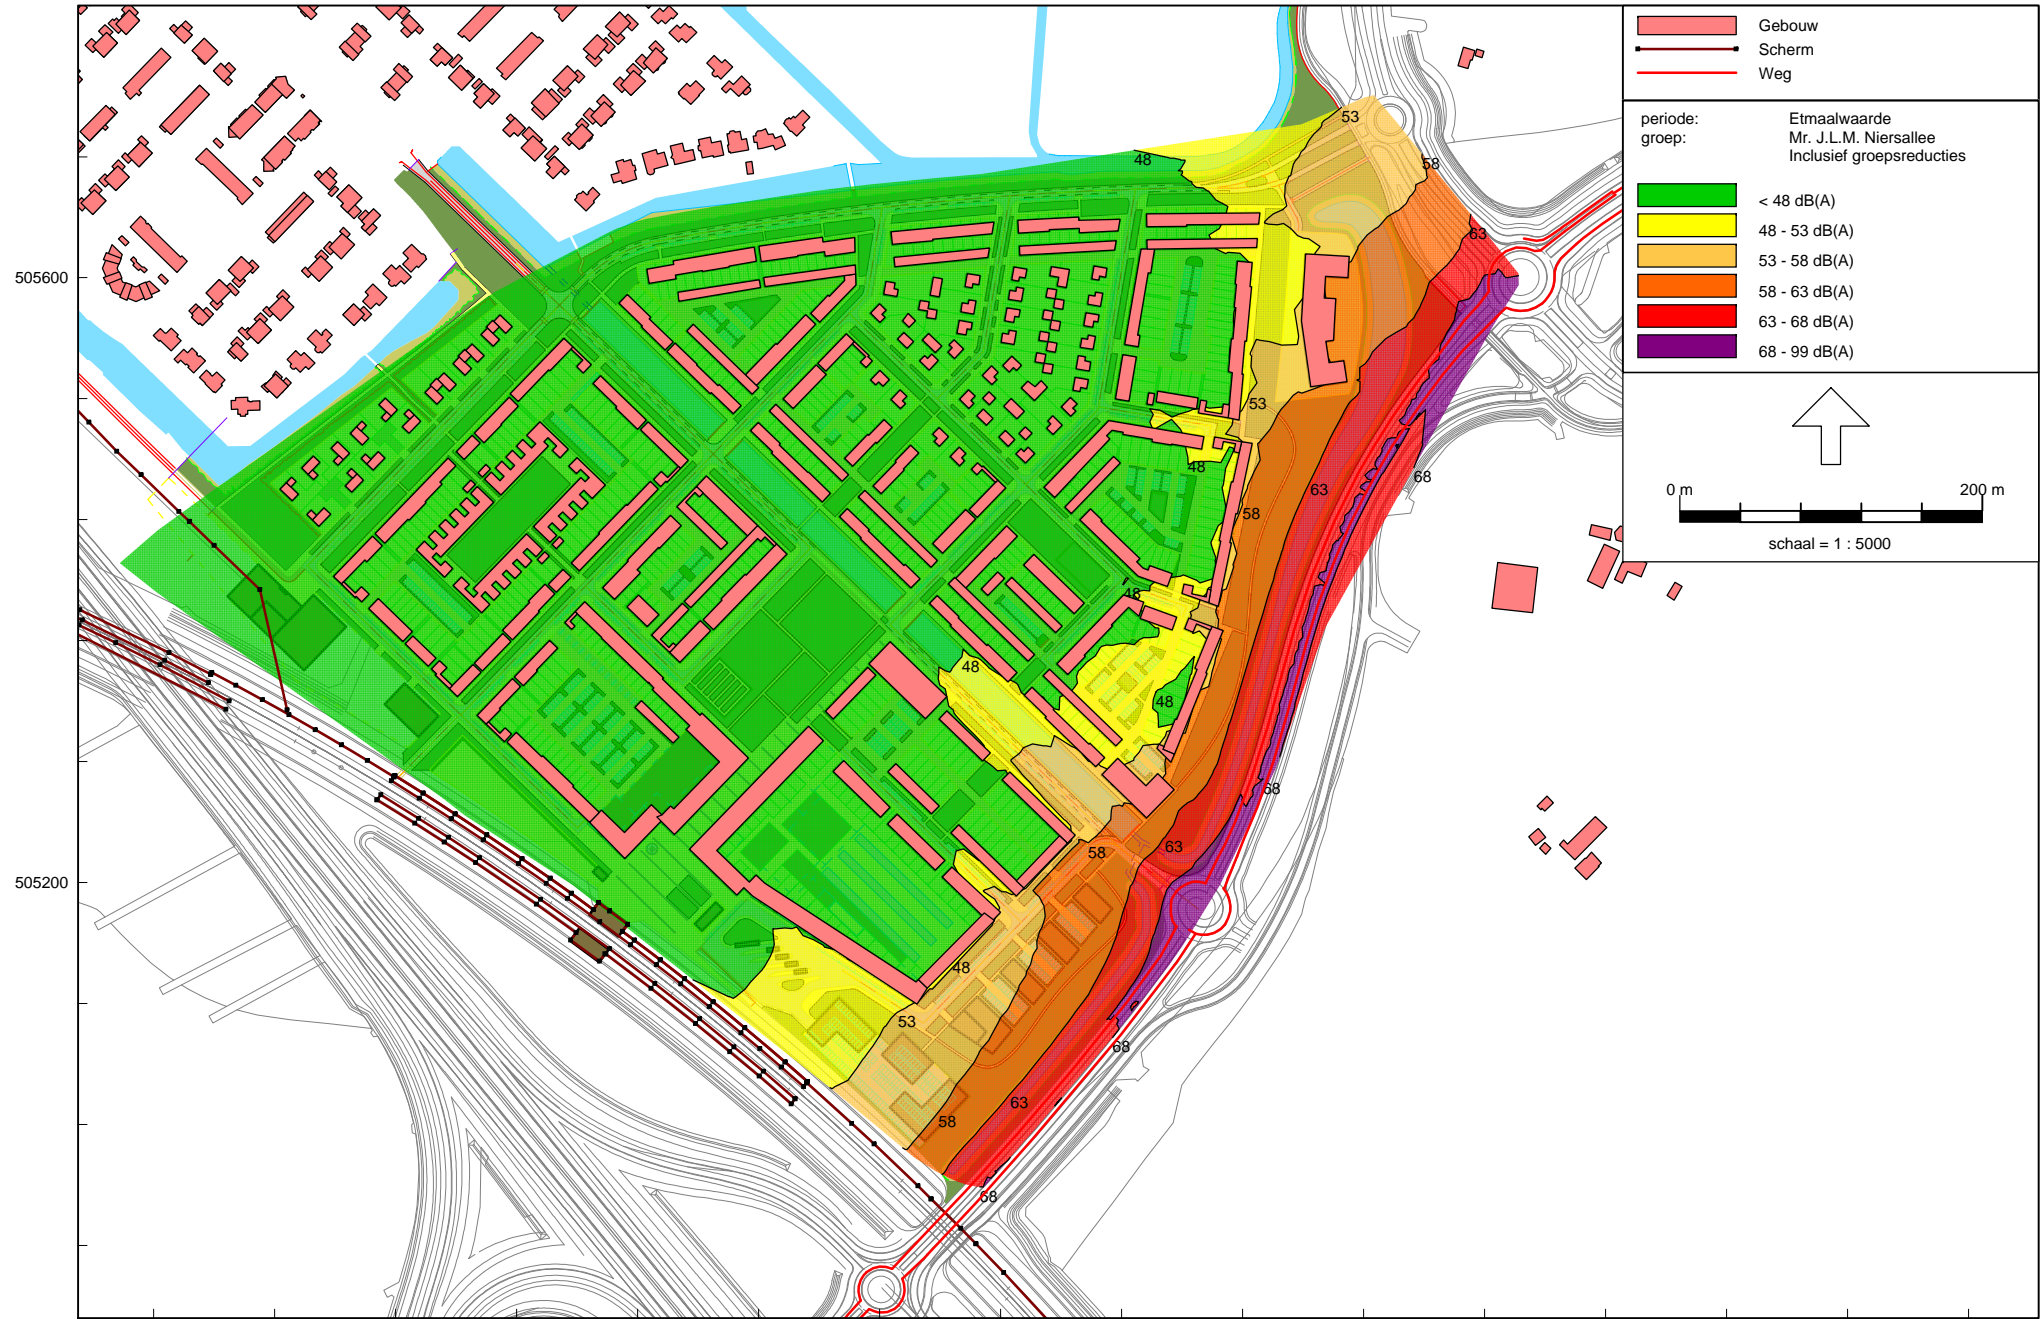 Gebouw
Scherm
Weg
periode: Etmaalwaarde
groep: Mr. J.L.M. Niersallee
Inclusief groepsreducties
< 48 dB(A)
48 - 53 dB(A)
53 - 58 dB(A)
58 - 63 dB(A)
63 - 68 dB(A)
68 - 99 dB(A)
0 m 200 m
schaal = 1 : 5000
53
48
58
63
505600
53
48
68
63
58
48
48
48
68
63
58
505200
48
53
68
63
58
68